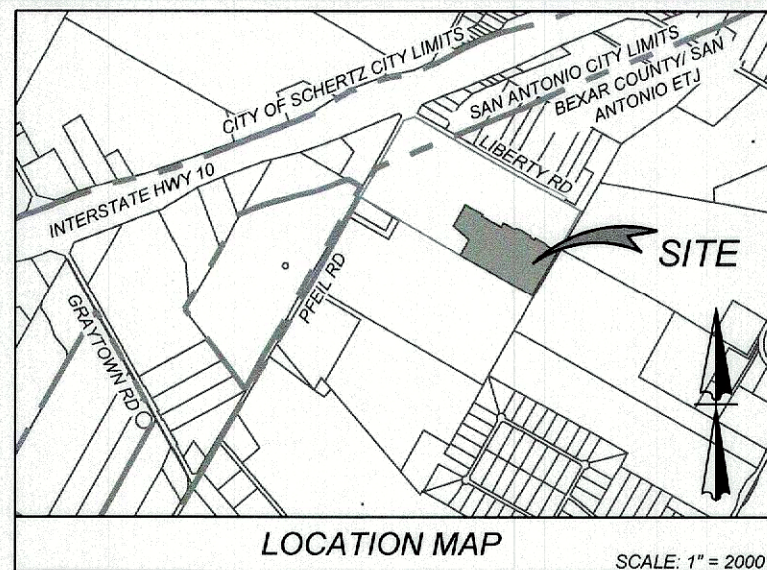 CITY OF SCHERTZ CITY LIMITS
SAN ANTONIO CITY LIMITS
BEXAR COUNTY/ SAN
ANTONIO ETJ
INTERSTATE HWY 10
LIBERTY RD
SITE
PFEIL RD
GRAYTOWN RD
LOCATION MAP
SCALE: 1" = 2000